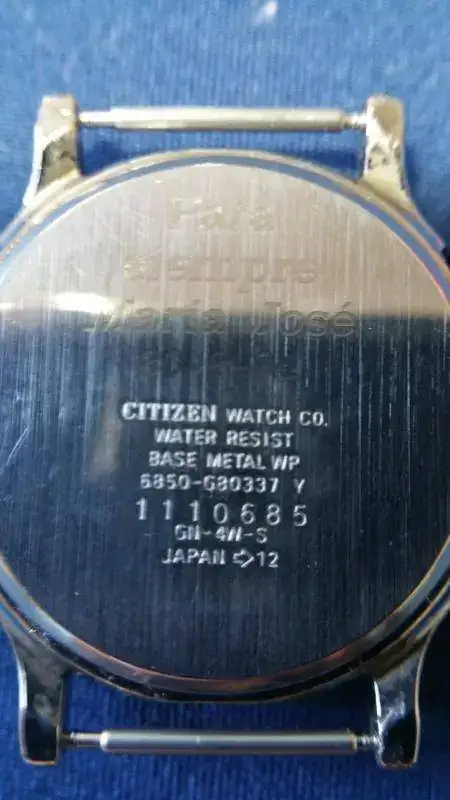 Para
siempre
María José
CITIZEN WATCH CO.
WATER RESIST
BASE METAL WP
6850-G80337 Y
1110685
GN-4W-S
JAPAN ➩12